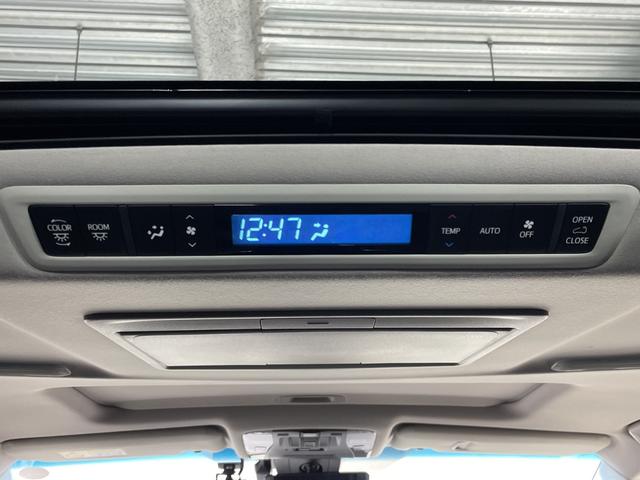 COLOR
ROOM
12:47
TEMP
AUTO
OFF
OPEN
CLOSE